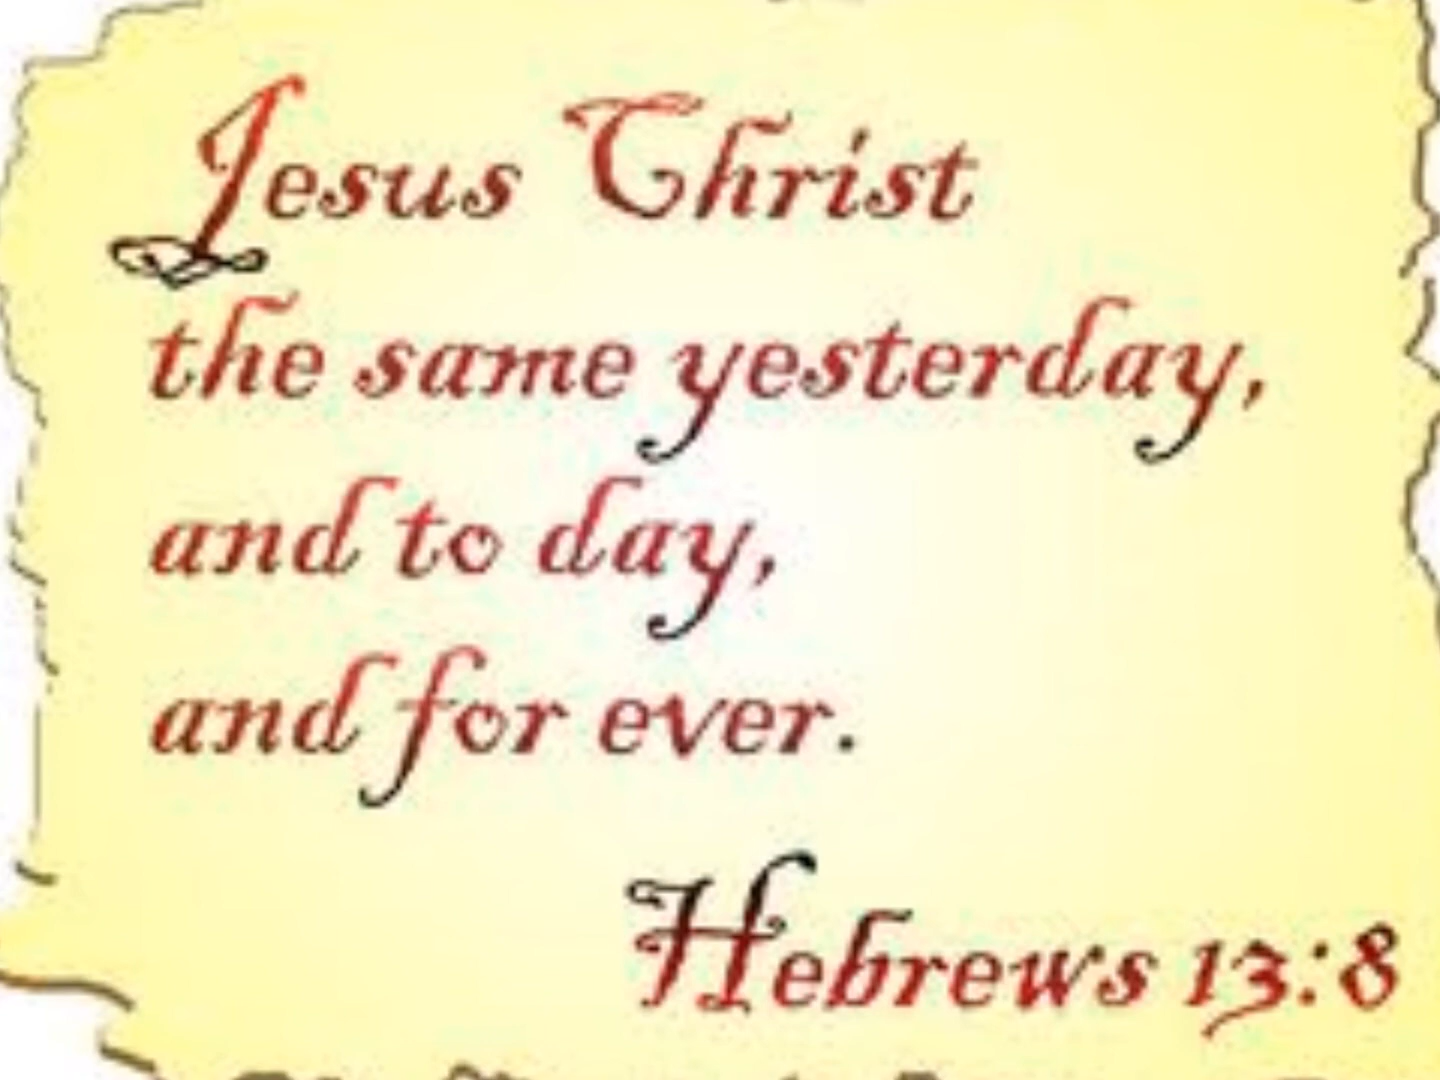 Jesus Christ
the same yesterday,
and to day,
and for ever.
Hebrews 13:8